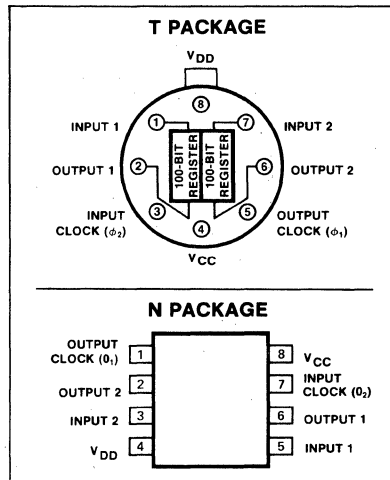 T PACKAGE
VDD
8
INPUT 1
1
7
INPUT 2
OUTPUT 1
2
100-BIT
REGISTER
100-BIT
REGISTER
6
OUTPUT 2
INPUT
CLOCK (ϕ2)
3
4
5
OUTPUT
CLOCK (ϕ1)
VCC
N PACKAGE
OUTPUT
CLOCK (01)
1
8
VCC
OUTPUT 2
2
7
INPUT
CLOCK (02)
INPUT 2
3
6
OUTPUT 1
VDD
4
5
INPUT 1